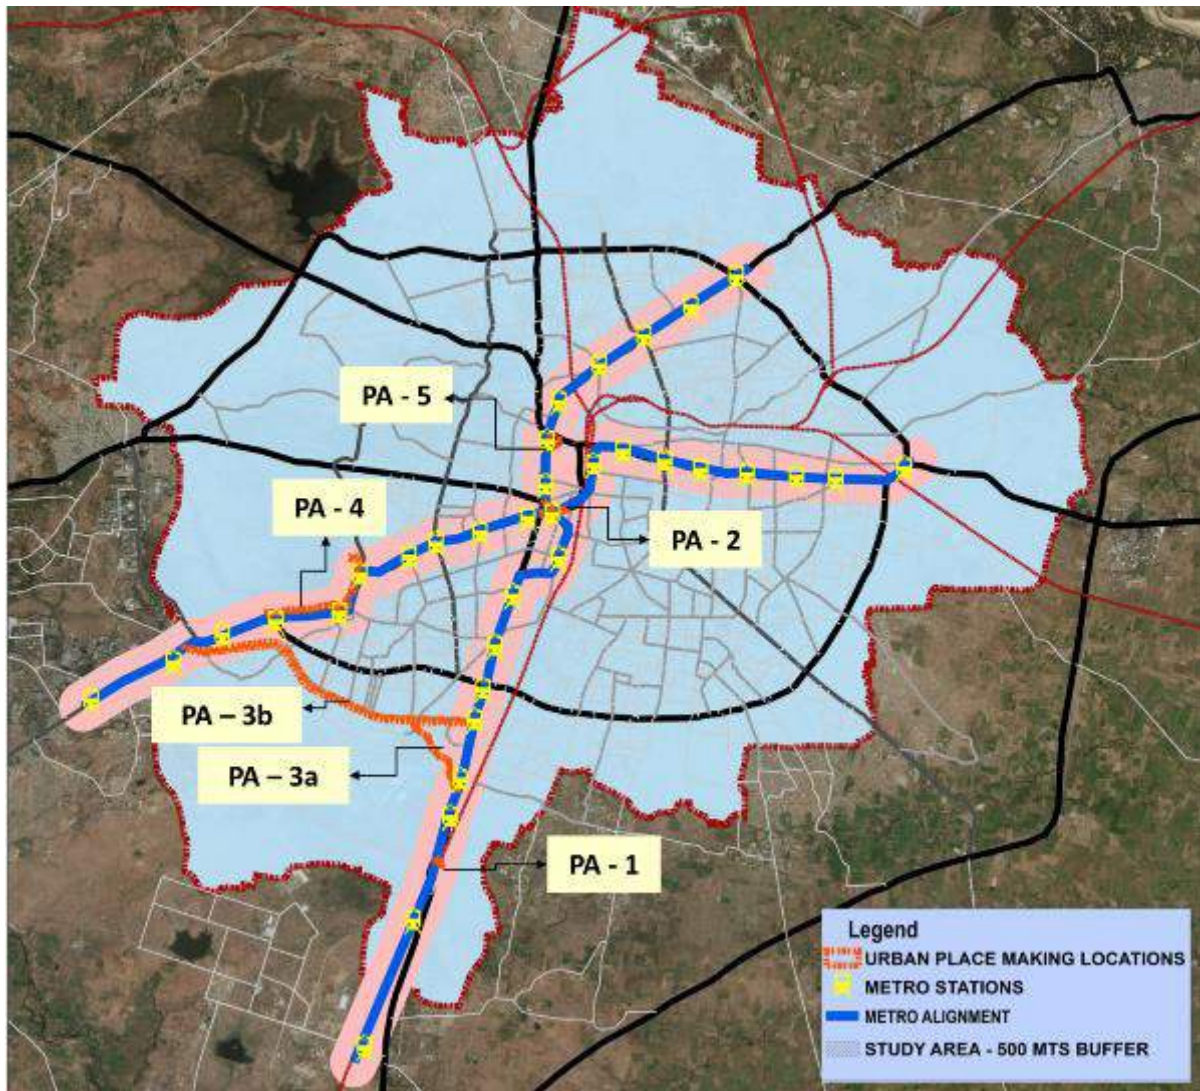 PA - 5
PA - 4
PA - 2
PA – 3b
PA – 3a
PA - 1
Legend
URBAN PLACE MAKING LOCATIONS
METRO STATIONS
METRO ALIGNMENT
STUDY AREA - 500 MTS BUFFER